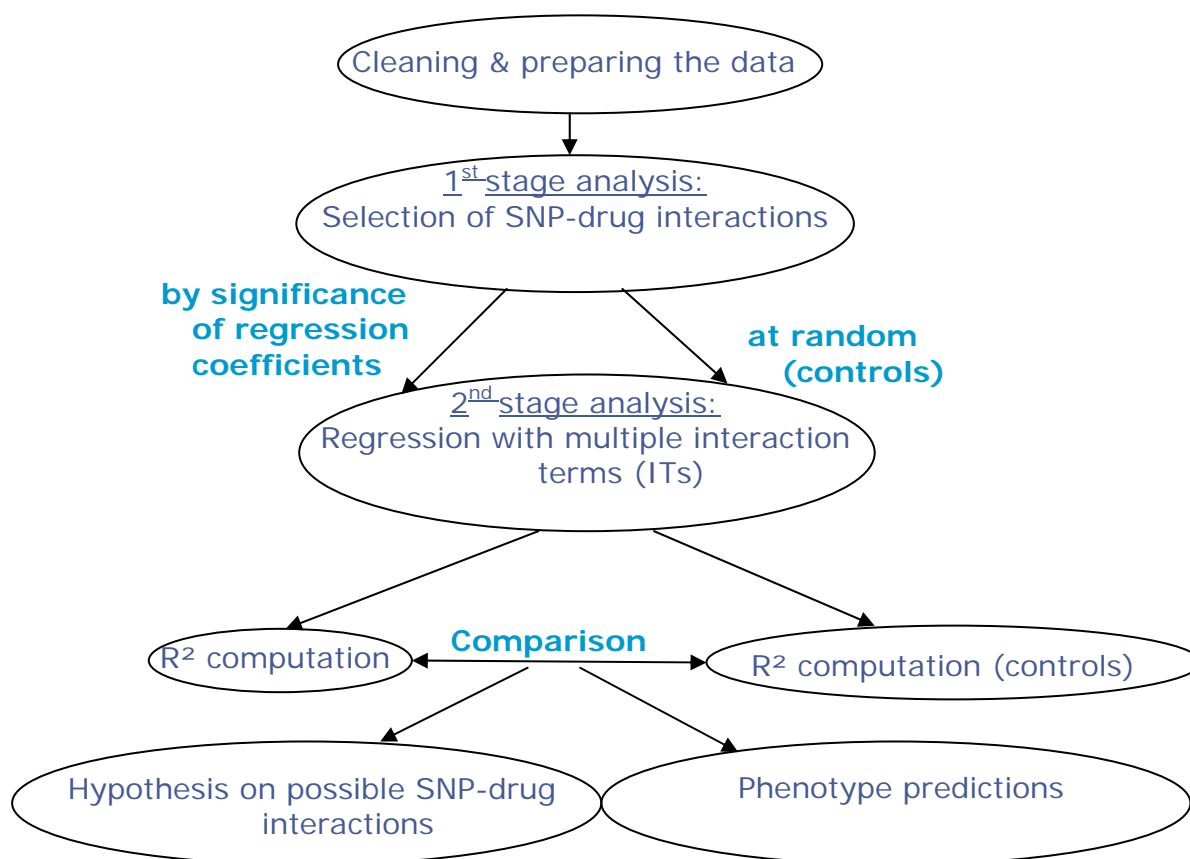 Cleaning & preparing the data
1st stage analysis:
Selection of SNP-drug interactions
by significance
of regression
coefficients
at random
(controls)
2nd stage analysis:
Regression with multiple interaction
terms (ITs)
Comparison
R² computation
R² computation (controls)
Hypothesis on possible SNP-drug
interactions
Phenotype predictions